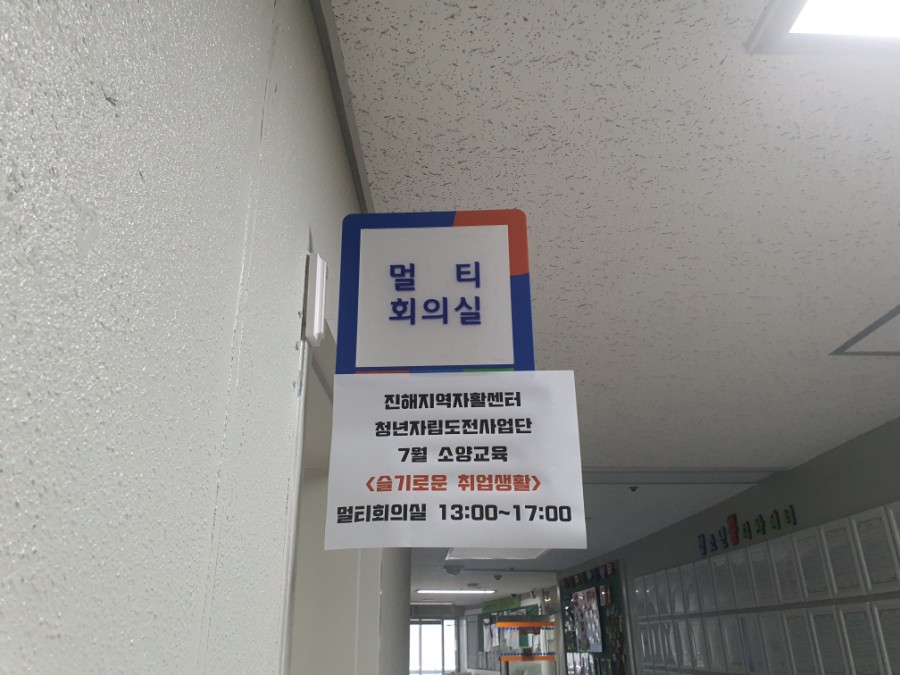 멀 티
회의실
진해지역자활센터
청년자립도전사업단
7월 소양교육
<슬기로운 취업생활>
멀티회의실 13:00~17:00